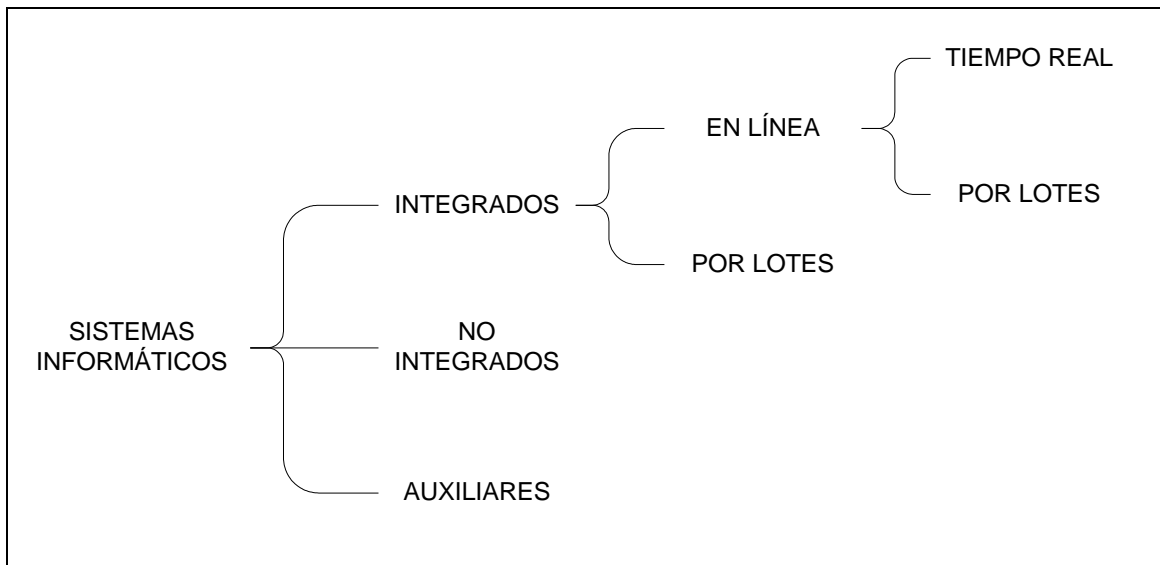 TIEMPO REAL
EN LÍNEA
POR LOTES
INTEGRADOS
POR LOTES
SISTEMAS
INFORMÁTICOS
NO
INTEGRADOS
AUXILIARES